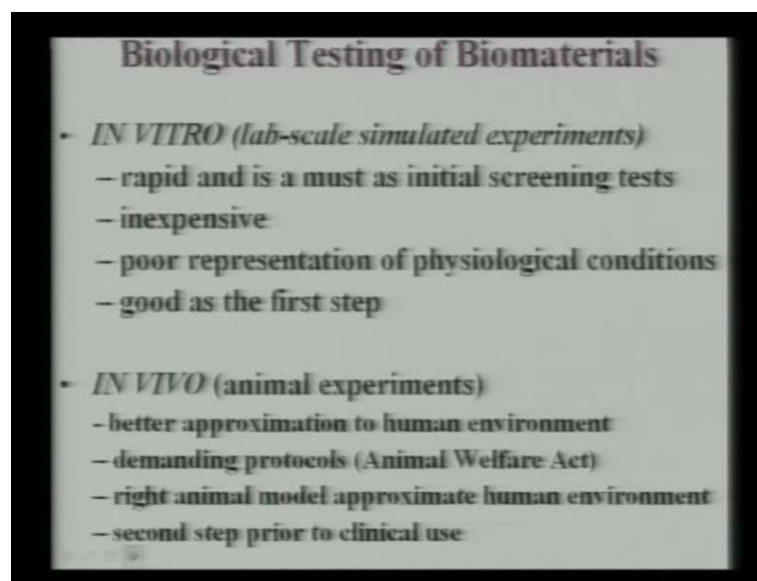 Biological Testing of Biomaterials
• IN VITRO (lab-scale simulated experiments)
– rapid and is a must as initial screening tests
– inexpensive
– poor representation of physiological conditions
– good as the first step
• IN VIVO (animal experiments)
- better approximation to human environment
– demanding protocols (Animal Welfare Act)
– right animal model approximate human environment
– second step prior to clinical use